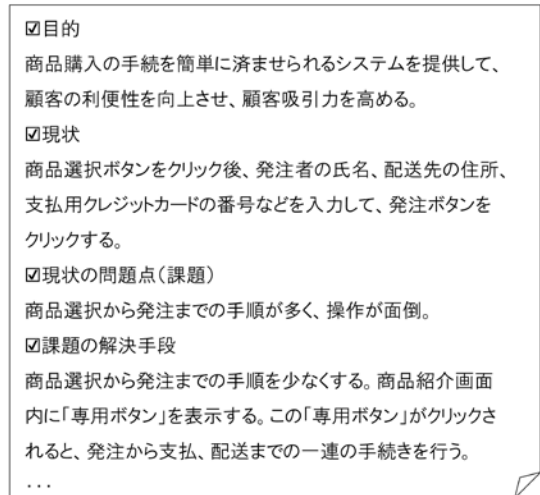 ☑目的
商品購入の手続を簡単に済ませられるシステムを提供して、
顧客の利便性を向上させ、顧客吸引力を高める。
☑現状
商品選択ボタンをクリック後、発注者の氏名、配送先の住所、
支払用クレジットカードの番号などを入力して、発注ボタンを
クリックする。
☑現状の問題点（課題）
商品選択から発注までの手順が多く、操作が面倒。
☑課題の解決手段
商品選択から発注までの手順を少なくする。商品紹介画面
内に「専用ボタン」を表示する。この「専用ボタン」がクリックさ
れると、発注から支払、配送までの一連の手続きを行う。
・・・